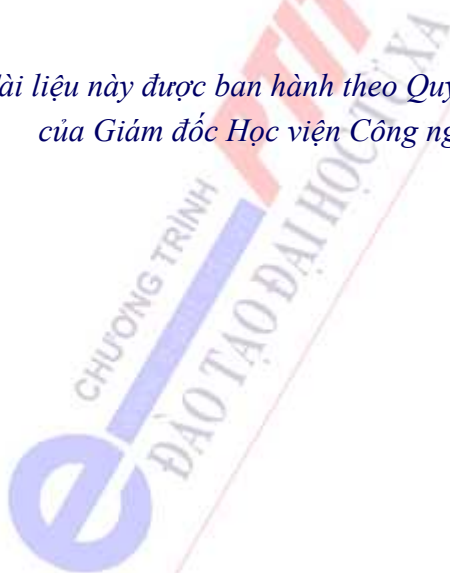 ài liệu này được ban hành theo Quy
của Giám đốc Học viện Công ng
PTIT
CHƯƠNG TRÌNH
ĐÀO TẠO ĐẠI HỌC TỪ XA
e